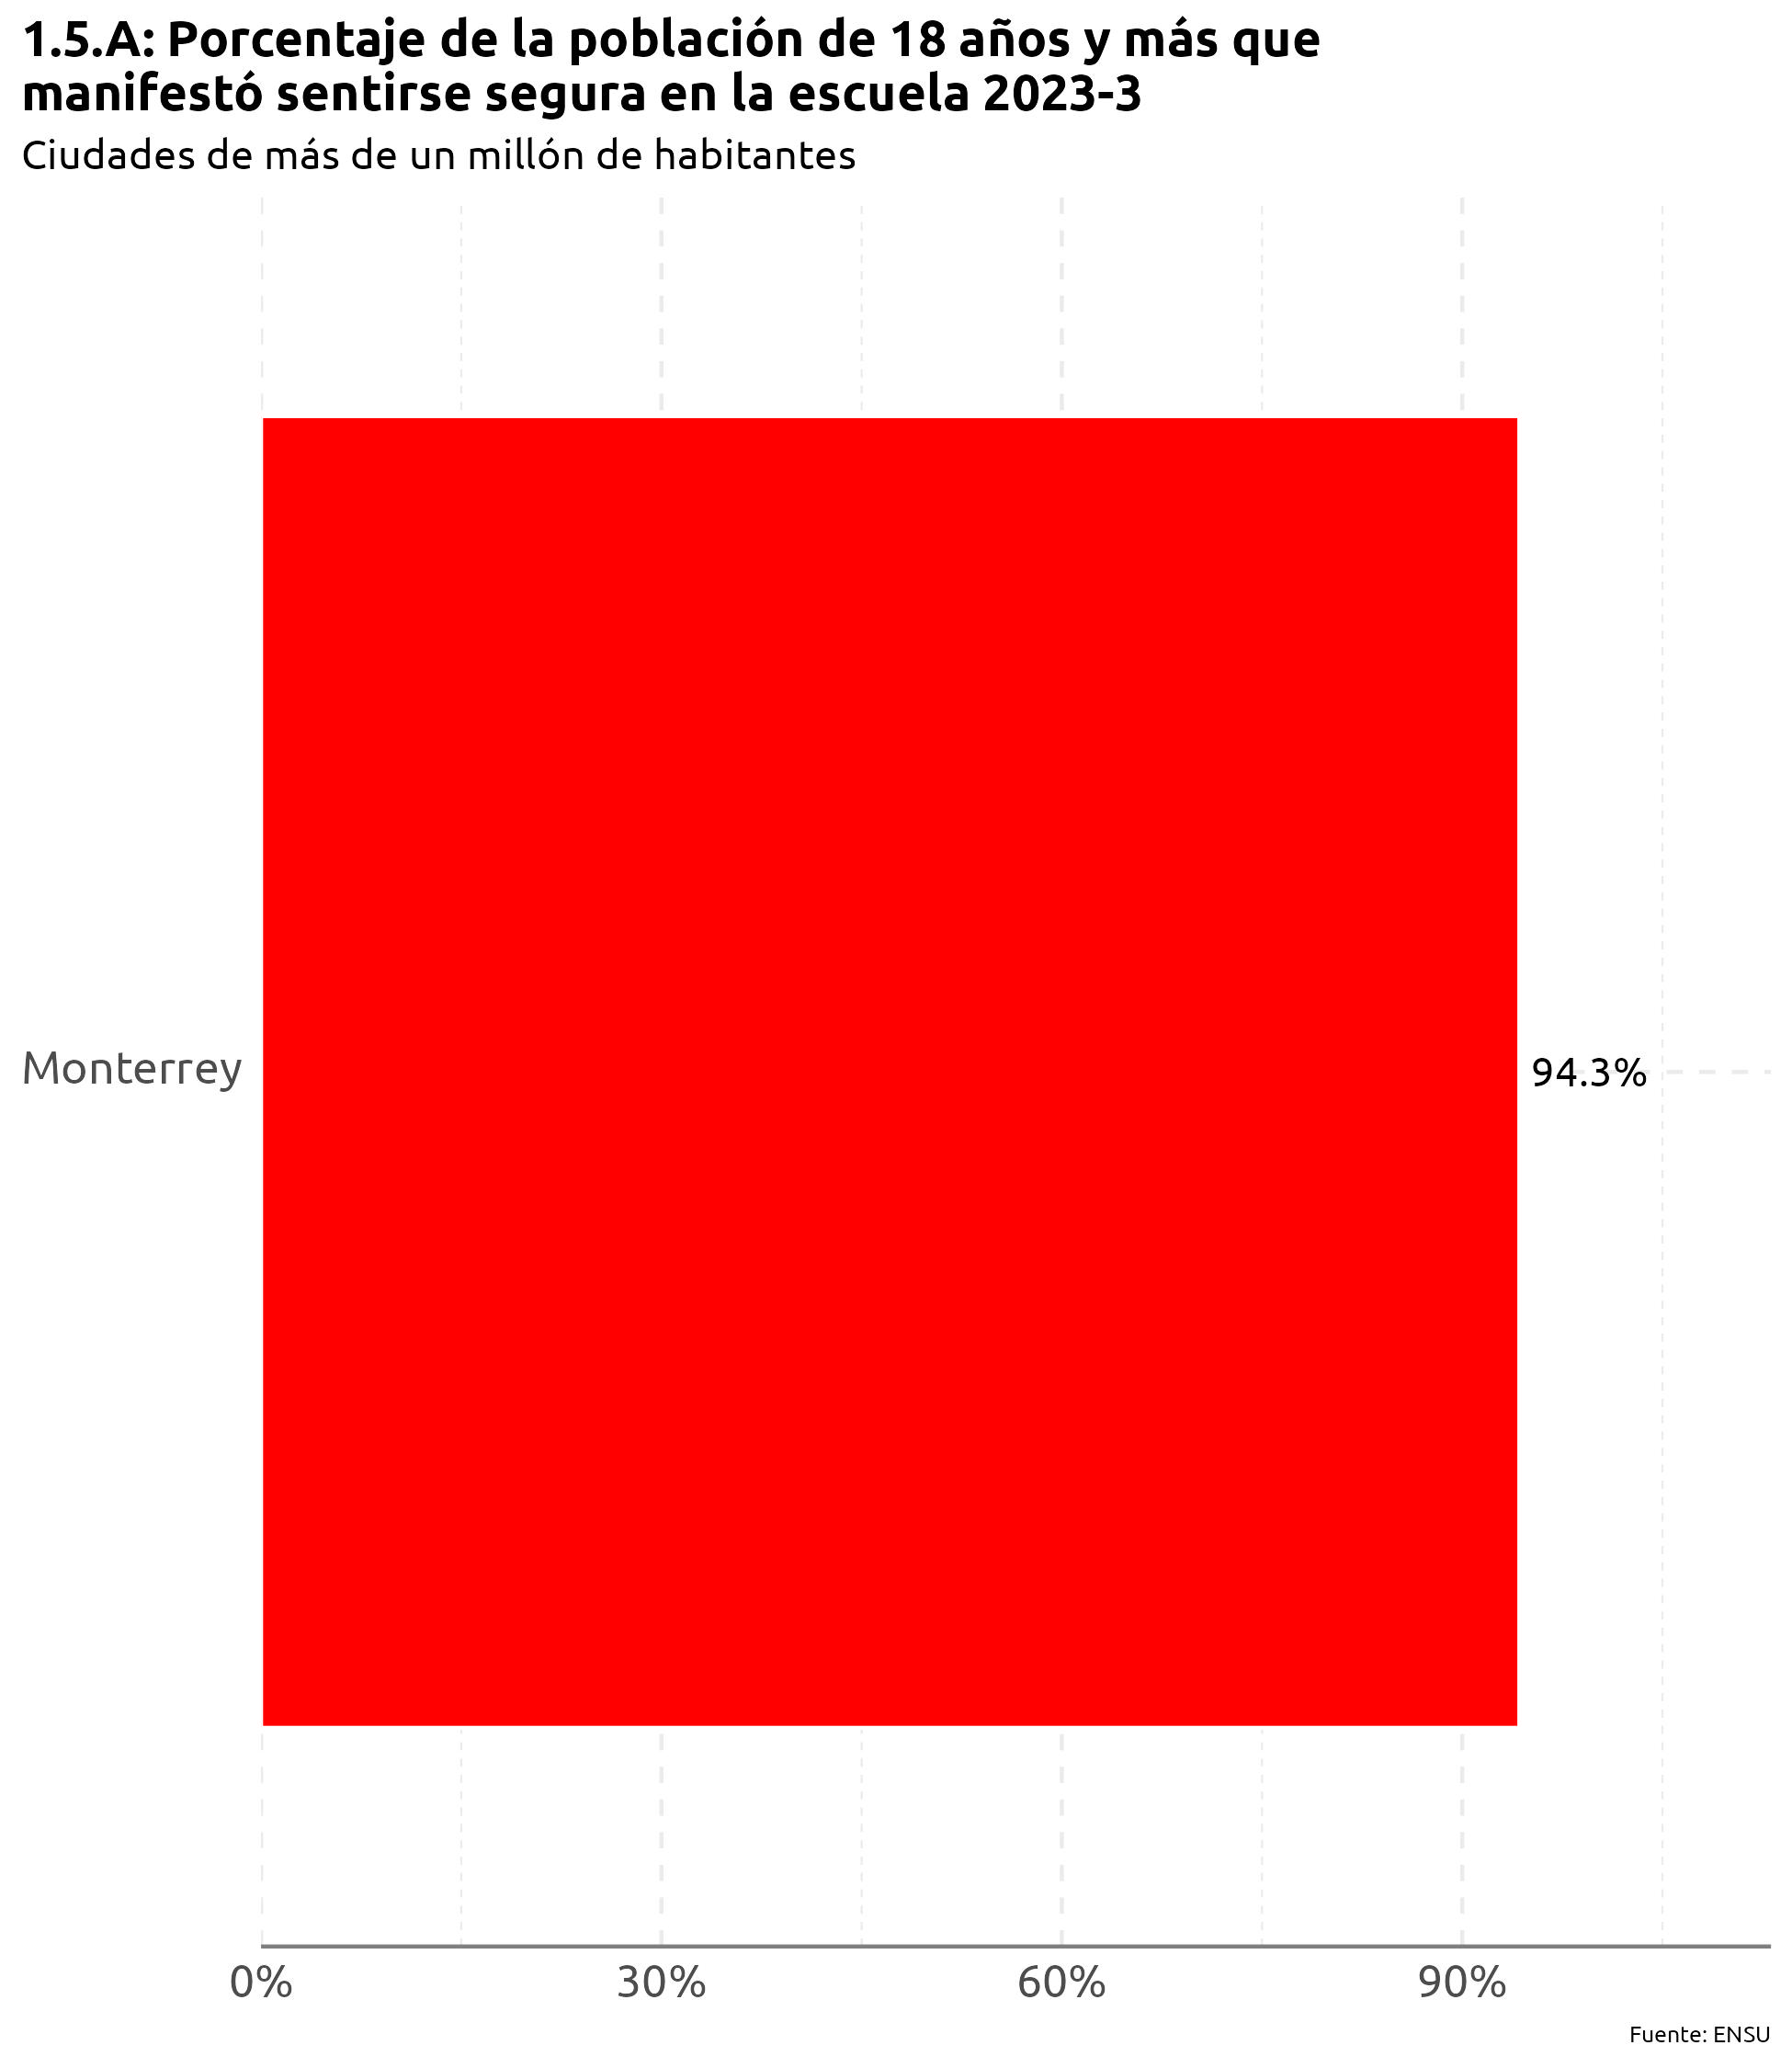 1.5.A: Porcentaje de la población de 18 años y más que
manifestó sentirse segura en la escuela 2023-3
Ciudades de más de un millón de habitantes
Monterrey
94.3%
0% 30% 60% 90%
Fuente: ENSU